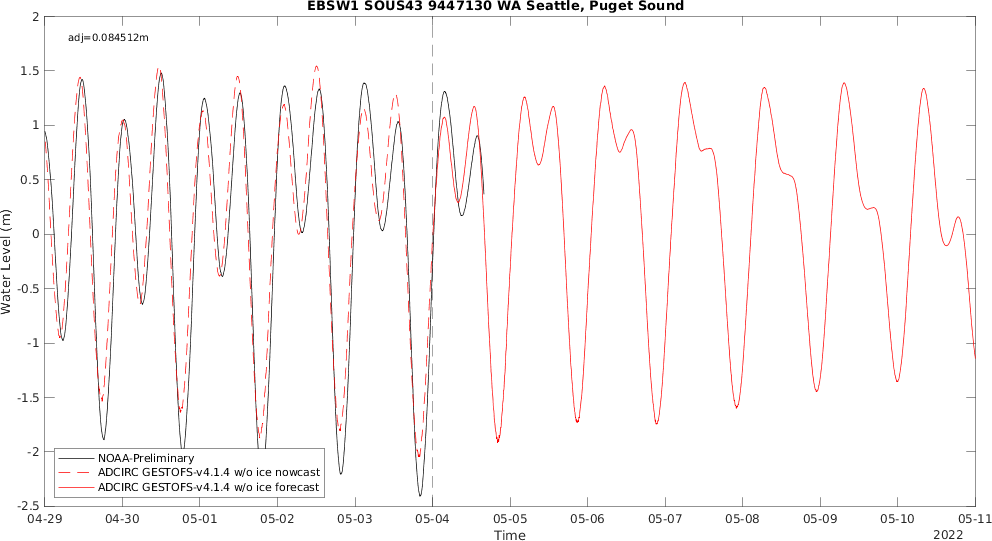 EBSW1 SOUS43 9447130 WA Seattle, Puget Sound
adj=0.084512m
Water Level (m)
2
1.5
1
0.5
0
-0.5
-1
-1.5
-2
-2.5
NOAA-Preliminary
ADCIRC GESTOFS-v4.1.4 w/o ice nowcast
ADCIRC GESTOFS-v4.1.4 w/o ice forecast
04-29 04-30 05-01 05-02 05-03 05-04 05-05 05-06 05-07 05-08 05-09 05-10 05-11
Time
2022